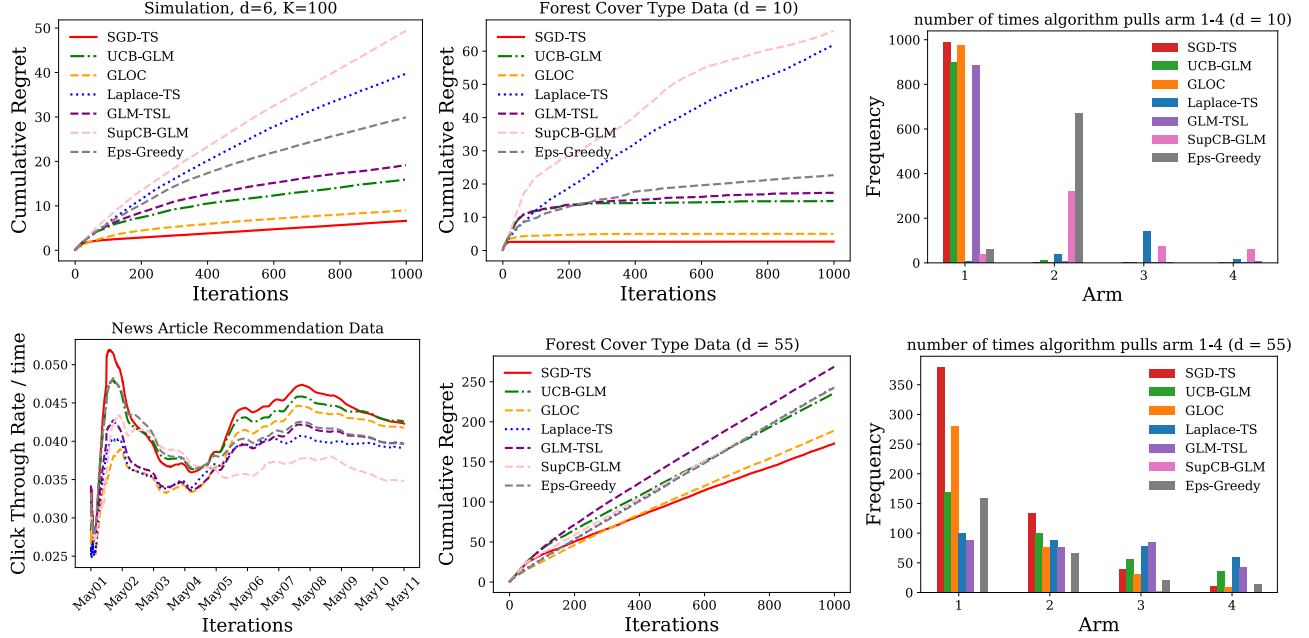 Simulation, d=6, K=100
Cumulative Regret
50
40
30
20
10
0
SGD-TS
UCB-GLM
GLOC
Laplace-TS
GLM-TSL
SupCB-GLM
Eps-Greedy
0 200 400 600 800 1000
Iterations
Forest Cover Type Data (d = 10)
Cumulative Regret
60
50
40
30
20
10
0
SGD-TS
UCB-GLM
GLOC
Laplace-TS
GLM-TSL
SupCB-GLM
Eps-Greedy
0 200 400 600 800 1000
Iterations
number of times algorithm pulls arm 1-4 (d = 10)
Frequency
1000
800
600
400
200
0
SGD-TS
UCB-GLM
GLOC
Laplace-TS
GLM-TSL
SupCB-GLM
Eps-Greedy
1 2 3 4
Arm
News Article Recommendation Data
Click Through Rate / time
0.050
0.045
0.040
0.035
0.030
0.025
May01 May02 May03 May04 May05 May06 May07 May08 May09 May10 May11
Iterations
Forest Cover Type Data (d = 55)
Cumulative Regret
250
200
150
100
50
0
SGD-TS
UCB-GLM
GLOC
Laplace-TS
GLM-TSL
SupCB-GLM
Eps-Greedy
0 200 400 600 800 1000
Iterations
number of times algorithm pulls arm 1-4 (d = 55)
Frequency
350
300
250
200
150
100
50
0
SGD-TS
UCB-GLM
GLOC
Laplace-TS
GLM-TSL
SupCB-GLM
Eps-Greedy
1 2 3 4
Arm